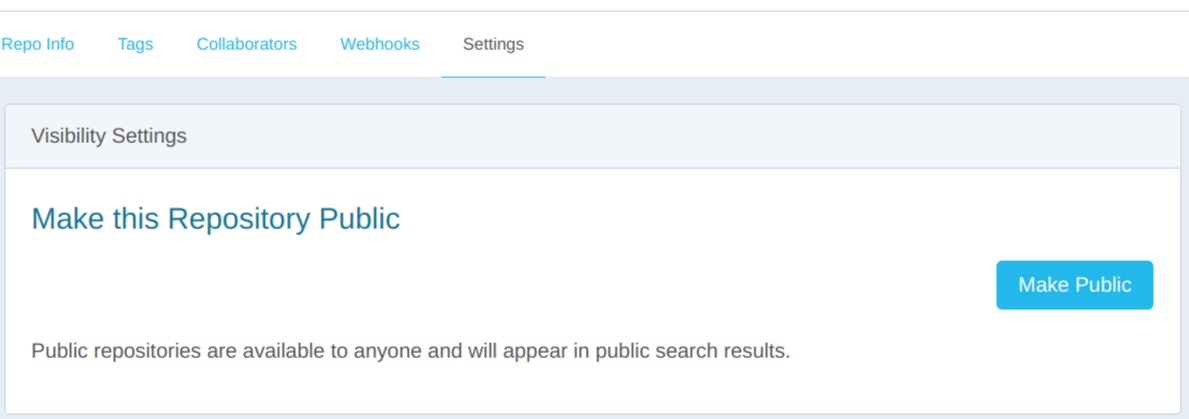 Repo Info Tags Collaborators Webhooks Settings
Visibility Settings
Make this Repository Public
Make Public
Public repositories are available to anyone and will appear in public search results.